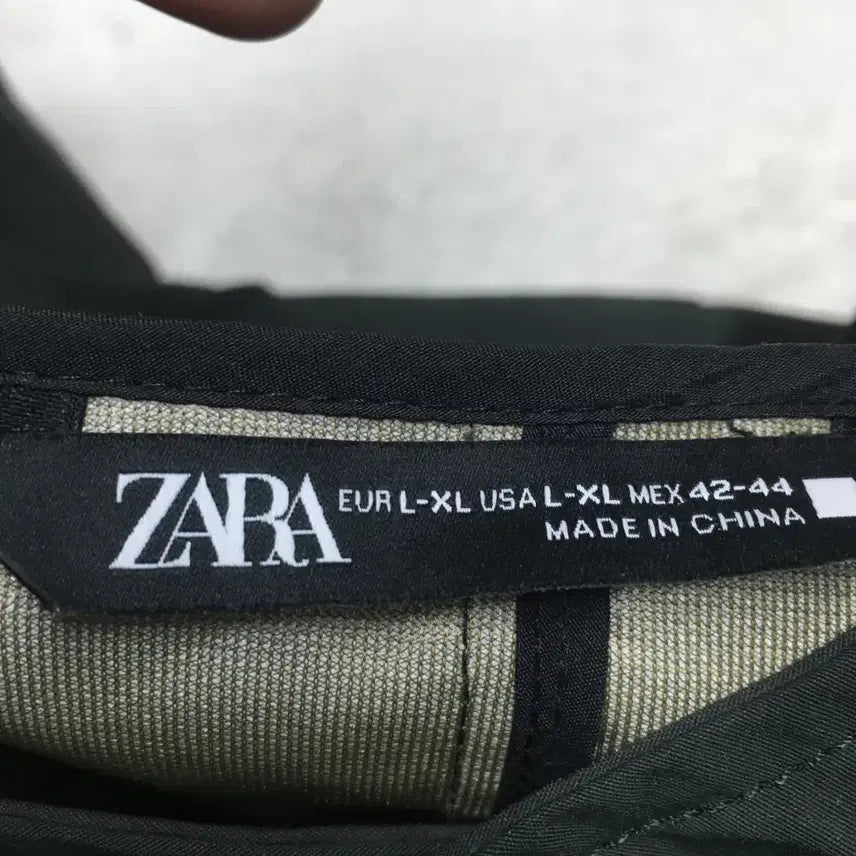 ZARA
EUR L-XL USA L-XL MEX 42-44
MADE IN CHINA